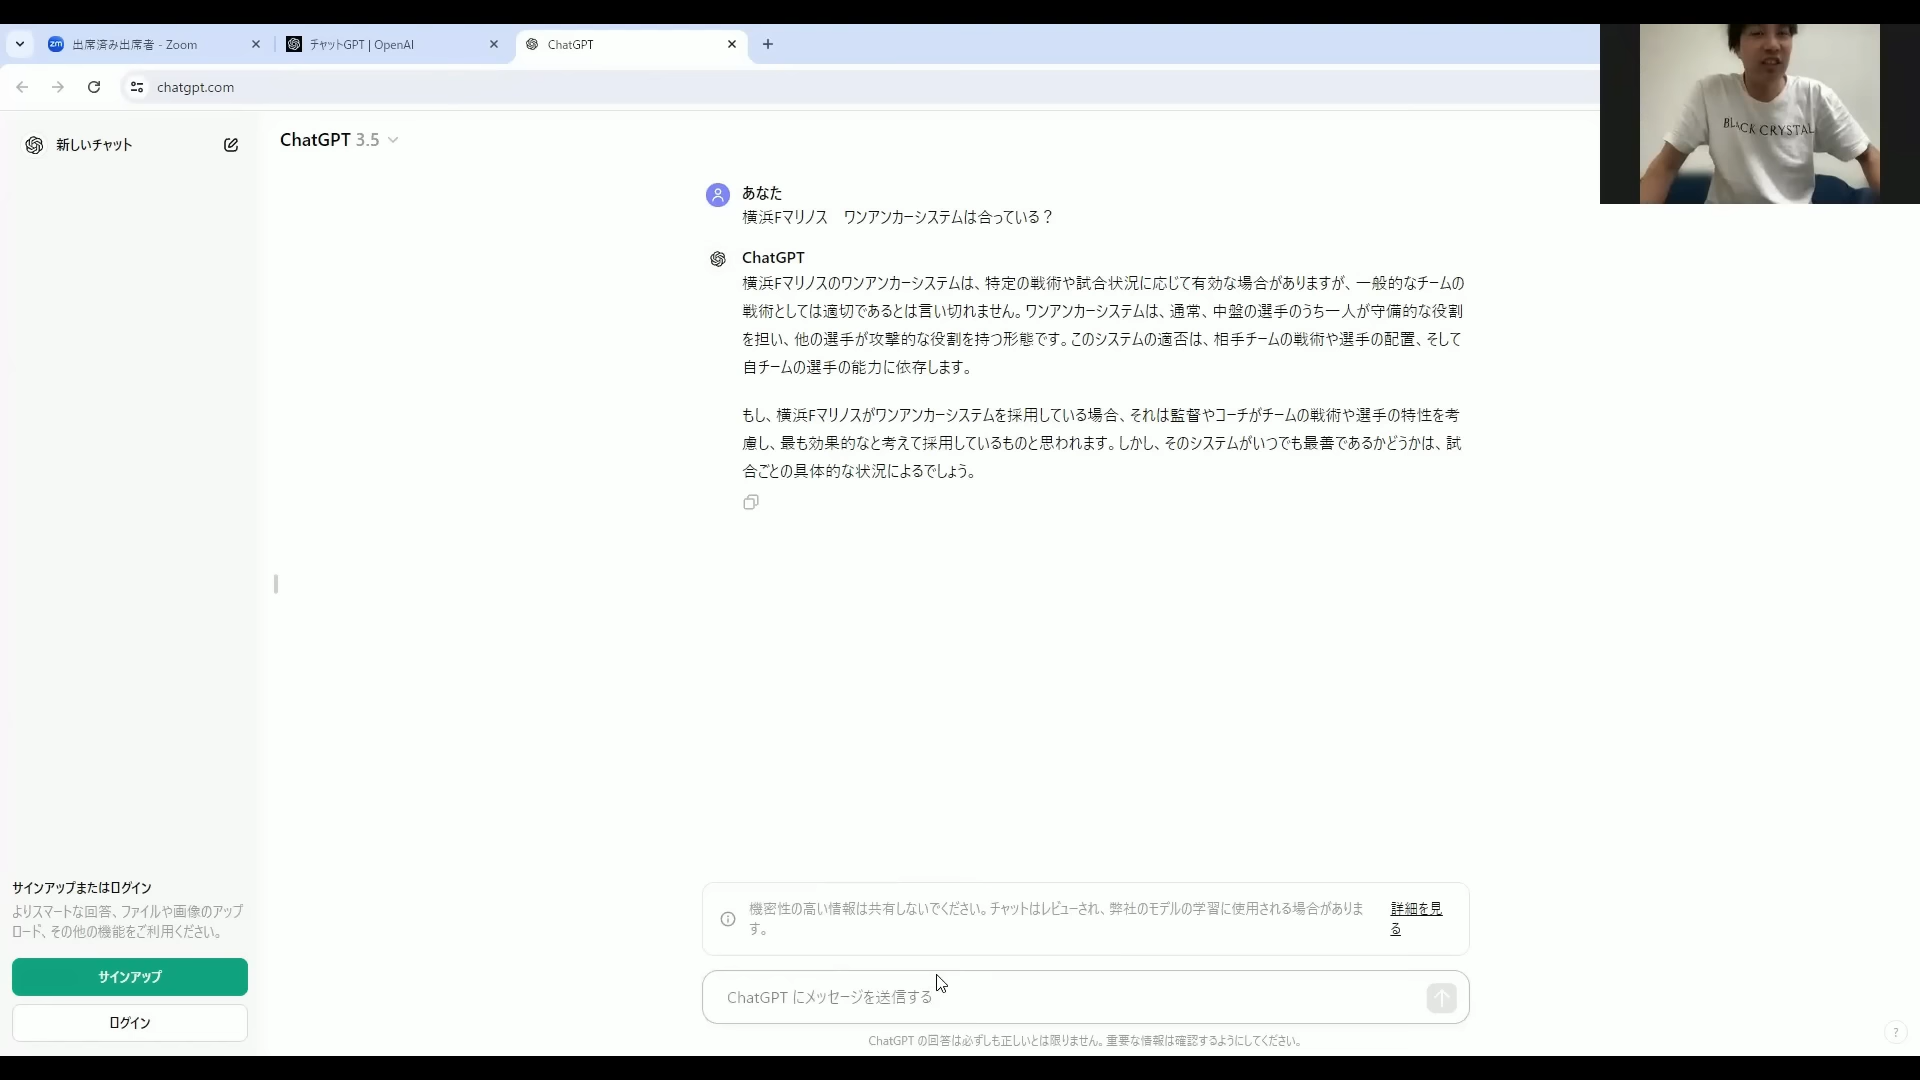 出席済み出席者 - Zoom
チャットGPT | OpenAI
ChatGPT
chatgpt.com
新しいチャット
ChatGPT 3.5
BLACK CRYSTAL
あなた
横浜Fマリノス　ワンアンカーシステムは合っている？
ChatGPT
横浜Fマリノスのワンアンカーシステムは、特定の戦術や試合状況に応じて有効な場合がありますが、一般的なチームの
戦術としては適切であるとは言い切れません。ワンアンカーシステムは、通常、中盤の選手のうち一人が守備的な役割
を担い、他の選手が攻撃的な役割を持つ形態です。このシステムの適否は、相手チームの戦術や選手の配置、そして
自チームの選手の能力に依存します。
もし、横浜Fマリノスがワンアンカーシステムを採用している場合、それは監督やコーチがチームの戦術や選手の特性を考
慮し、最も効果的なと考えて採用しているものと思われます。しかし、そのシステムがいつでも最善であるかどうかは、試
合ごとの具体的な状況によるでしょう。
サインアップまたはログイン
よりスマートな回答、ファイルや画像のアップ
ロード、その他の機能をご利用ください。
サインアップ
ログイン
機密性の高い情報は共有しないでください。チャットはレビューされ、弊社のモデルの学習に使用される場合がありま
す。
詳細を見
る
ChatGPT にメッセージを送信する
ChatGPT の回答は必ずしも正しいとは限りません。重要な情報は確認するようにしてください。
?